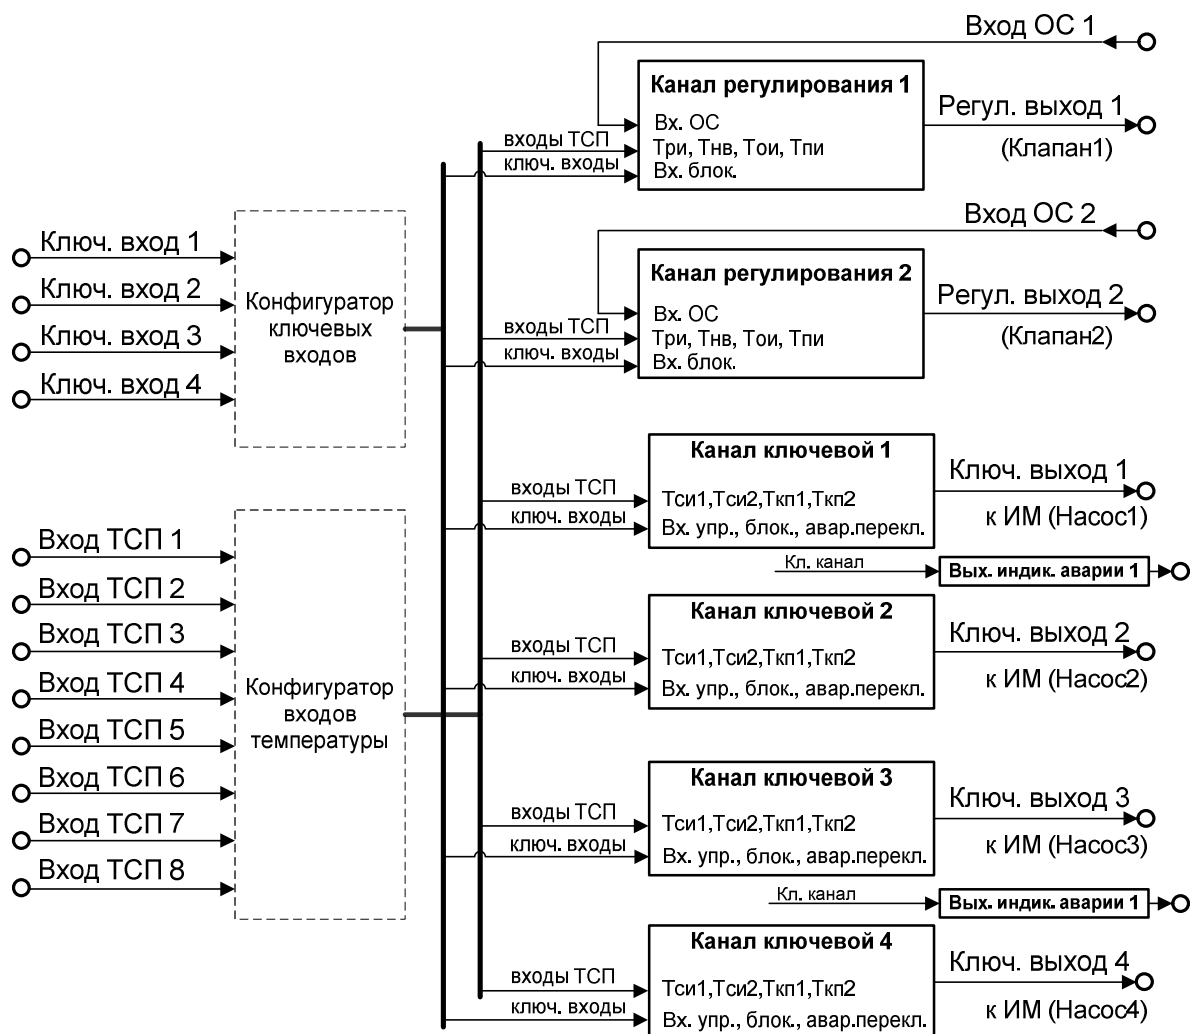 Вход ОС 1
Канал регулирования 1
Вх. ОС
Три, Тнв, Тои, Тпи
Вх. блок.
входы ТСП
ключ. входы
Регул. выход 1
(Клапан1)
Вход ОС 2
Канал регулирования 2
Вх. ОС
Три, Тнв, Тои, Тпи
Вх. блок.
входы ТСП
ключ. входы
Регул. выход 2
(Клапан2)
Ключ. вход 1
Ключ. вход 2
Ключ. вход 3
Ключ. вход 4
Конфигуратор
ключевых
входов
Канал ключевой 1
Тси1,Тси2,Ткп1,Ткп2
Вх. упр., блок., авар.перекл.
входы ТСП
ключ. входы
Ключ. выход 1
к ИМ (Насос1)
Кл. канал
Вых. индик. аварии 1
Вход ТСП 1
Вход ТСП 2
Вход ТСП 3
Вход ТСП 4
Вход ТСП 5
Вход ТСП 6
Вход ТСП 7
Вход ТСП 8
Конфигуратор
входов
температуры
Канал ключевой 2
Тси1,Тси2,Ткп1,Ткп2
Вх. упр., блок., авар.перекл.
входы ТСП
ключ. входы
Ключ. выход 2
к ИМ (Насос2)
Канал ключевой 3
Тси1,Тси2,Ткп1,Ткп2
Вх. упр., блок., авар.перекл.
входы ТСП
ключ. входы
Ключ. выход 3
к ИМ (Насос3)
Кл. канал
Вых. индик. аварии 1
Канал ключевой 4
Тси1,Тси2,Ткп1,Ткп2
Вх. упр., блок., авар.перекл.
входы ТСП
ключ. входы
Ключ. выход 4
к ИМ (Насос4)